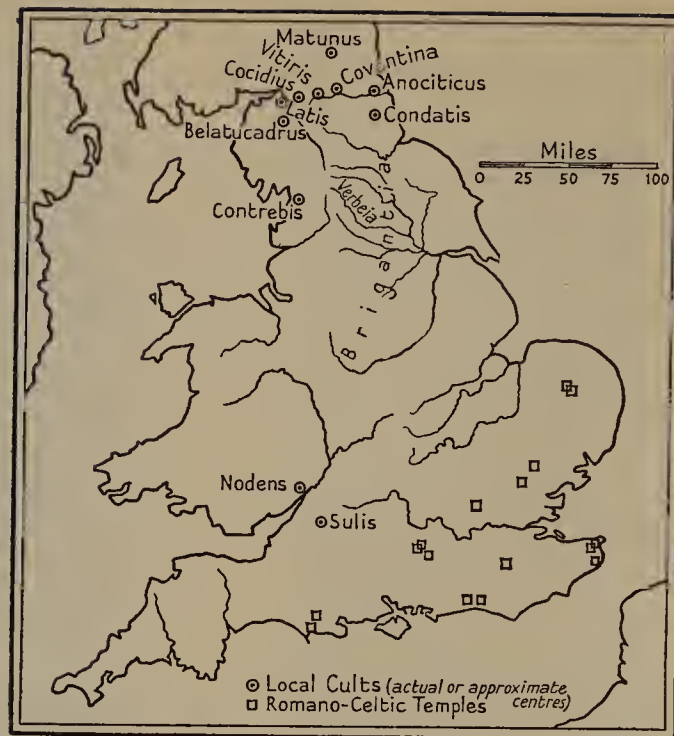 Matunus
Vitiris
Coventina
Cocidius
Anociticus
Latis
Condatis
Belatucadrus
Miles
0 25 50 75 100
Verbeia
Contrebis
Brigantia
Nodens
Sulis
Local Cults (actual or approximate
centres)
Romano-Celtic Temples